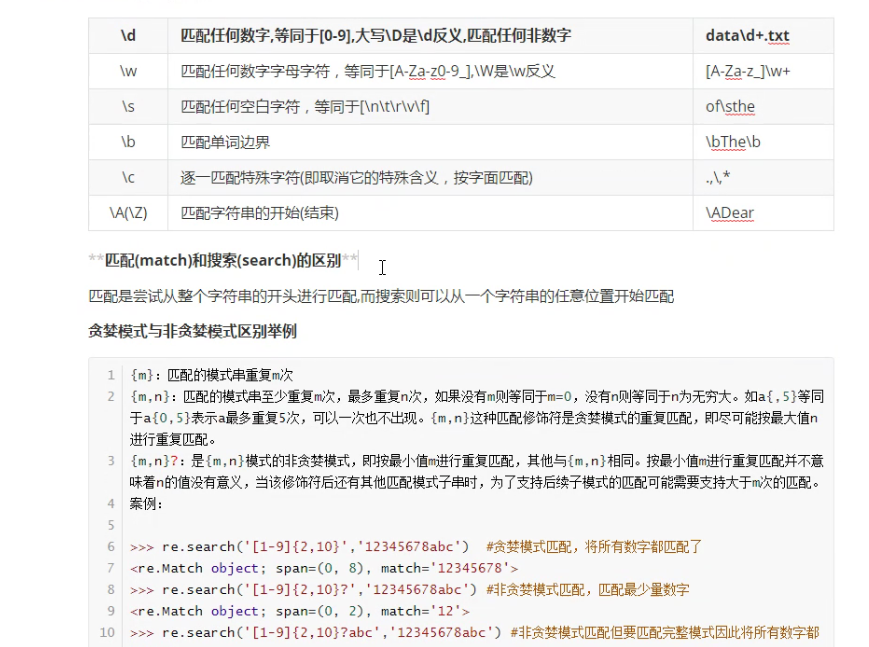 \d 匹配任何数字,等同于[0-9],大写\D是\d反义,匹配任何非数字 data\d+.txt
\w 匹配任何数字字母字符，等同于[A-Za-z0-9_],\W是\w反义 [A-Za-z_]\w+
\s 匹配任何空白字符，等同于[\n\t\r\v\f] of\sthe
\b 匹配单词边界 \bThe\b
\c 逐一匹配特殊字符(即取消它的特殊含义，按字面匹配) .,\,*
\A(\Z) 匹配字符串的开始(结束) \ADear
**匹配(match)和搜索(search)的区别**
匹配是尝试从整个字符串的开头进行匹配,而搜索则可以从一个字符串的任意位置开始匹配
贪婪模式与非贪婪模式区别举例
1 {m}：匹配的模式串重复m次
2 {m,n}：匹配的模式串至少重复m次，最多重复n次，如果没有m则等同于m=0，没有n则等同于n为无穷大。如a{,5}等同
于a{0,5}表示a最多重复5次，可以一次也不出现。{m,n}这种匹配修饰符是贪婪模式的重复匹配，即尽可能按最大值n
进行重复匹配。
3 {m,n}?：是{m,n}模式的非贪婪模式，即按最小值m进行重复匹配，其他与{m,n}相同。按最小值m进行重复匹配并不意
味着n的值没有意义，当该修饰符后还有其他匹配模式子串时，为了支持后续子模式的匹配可能需要支持大于m次的匹配。
4 案例：
5
6 >>> re.search('[1-9]{2,10}','12345678abc') #贪婪模式匹配，将所有数字都匹配了
7 <re.Match object; span=(0, 8), match='12345678'>
8 >>> re.search('[1-9]{2,10}?','12345678abc') #非贪婪模式匹配，匹配最少量数字
9 <re.Match object; span=(0, 2), match='12'>
10 >>> re.search('[1-9]{2,10}?abc','12345678abc') #非贪婪模式匹配但要匹配完整模式因此将所有数字都